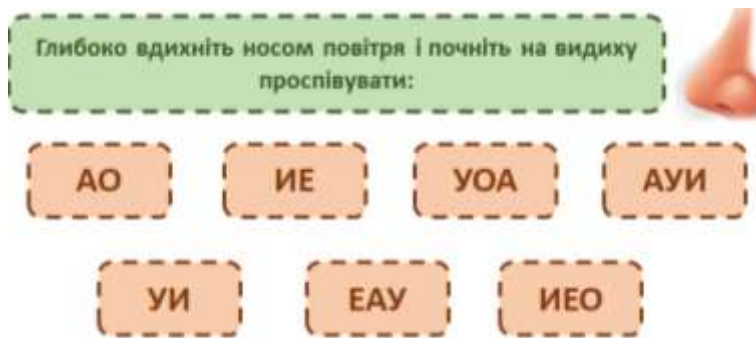 Глибоко вдихніть носом повітря і почніть на видиху
проспівувати:
АО ИЕ УОА АУИ
УИ ЕАУ ИЕО